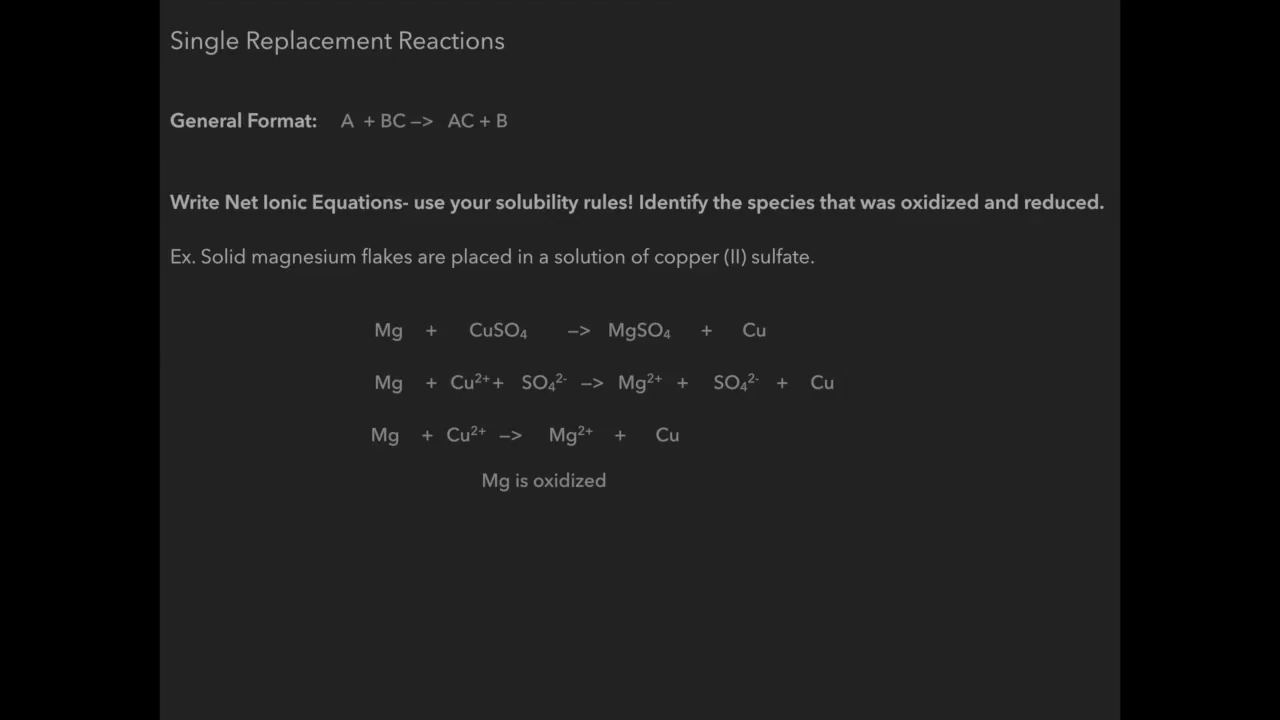 Single Replacement Reactions
General Format: A + BC –> AC + B
Write Net Ionic Equations- use your solubility rules! Identify the species that was oxidized and reduced.
Ex. Solid magnesium flakes are placed in a solution of copper (II) sulfate.
Mg + CuSO₄ –> MgSO₄ + Cu
Mg + Cu²⁺ + SO₄²⁻ –> Mg²⁺ + SO₄²⁻ + Cu
Mg + Cu²⁺ –> Mg²⁺ + Cu
Mg is oxidized